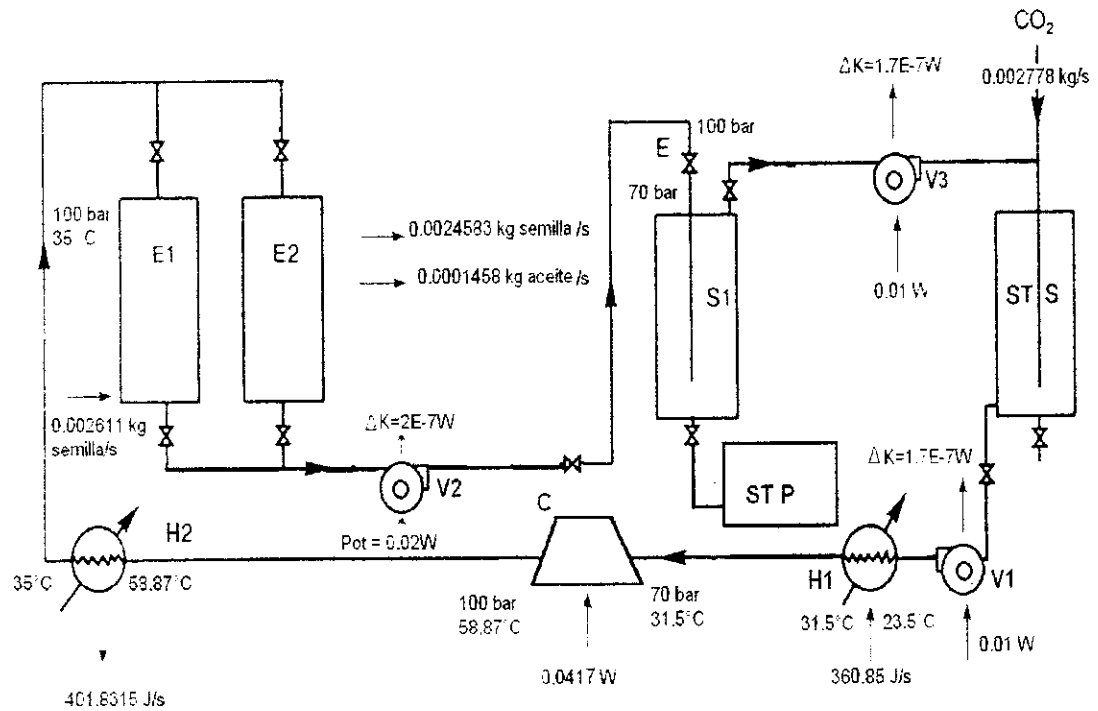 CO₂
ΔK=1.7E-7W
0.002778 kg/s
100 bar
E
70 bar
V3
100 bar
35 C
E1
E2
0.0024583 kg semilla /s
0.0001458 kg aceite /s
S1
0.01 W
ST S
0.002611 kg
semilla/s
ΔK=2E-7W
V2
ΔK=1.7E-7W
ST P
C
H2
Pot = 0.02W
35°C
58.87°C
100 bar
58,87°C
70 bar
31.5°C
H1
V1
31.5°C
23.5°C
0.01 W
0.0417 W
360.85 J/s
401.8315 J/s